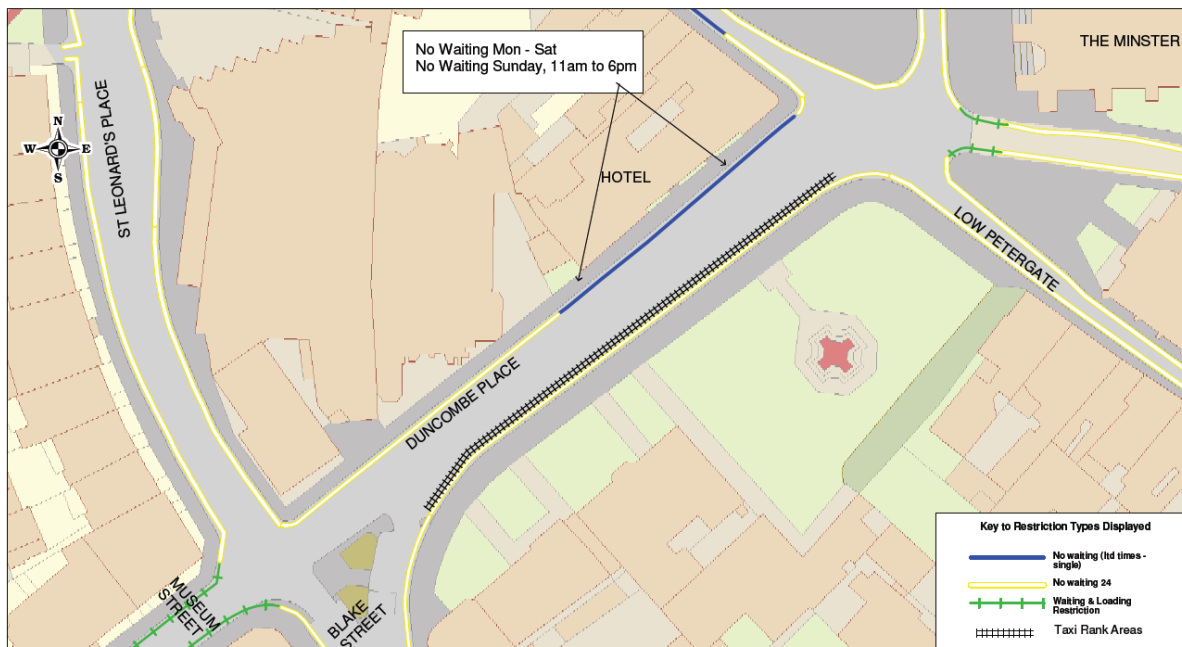 No Waiting Mon - Sat
No Waiting Sunday, 11am to 6pm
THE MINSTER
N
W E
S
ST LEONARD'S PLACE
HOTEL
LOW PETERGATE
DUNCOMBE PLACE
MUSEUM
STREET
BLAKE
STREET
Key to Restriction Types Displayed
No waiting (ltd times -
single)
No waiting 24
Waiting & Loading
Restriction
Taxi Rank Areas